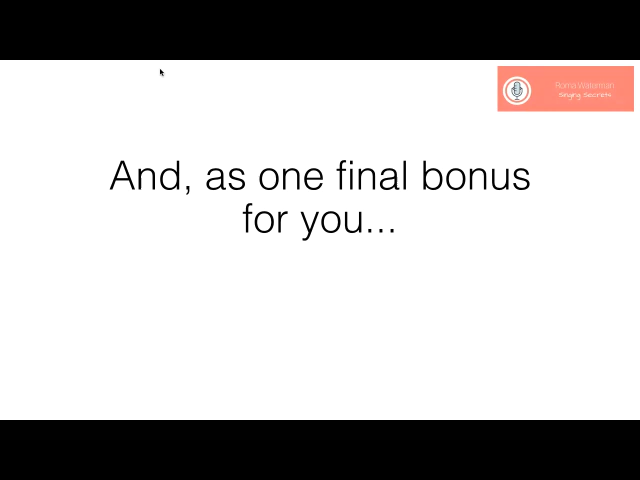 Roma Waterman
Singing Secrets
And, as one final bonus
for you...